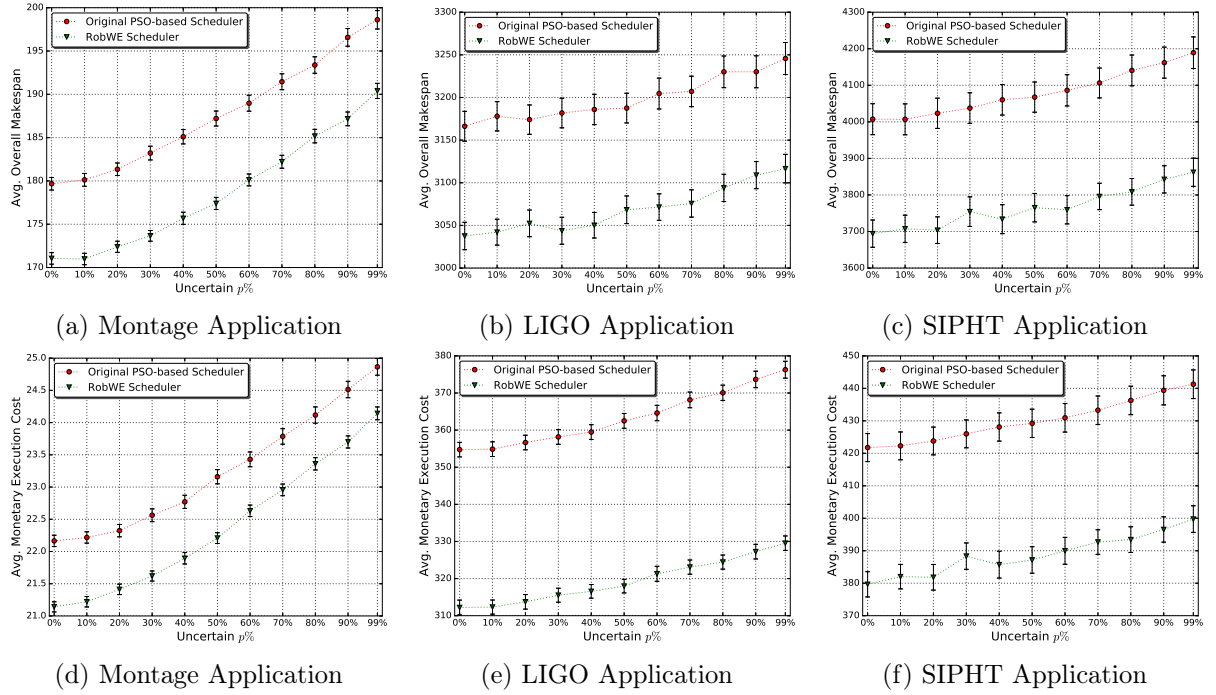 200
195
190
185
180
175
170
Avg. Overall Makespan
Original PSO-based Scheduler
RobWE Scheduler
0% 10% 20% 30% 40% 50% 60% 70% 80% 90% 99%
Uncertain p%
(a) Montage Application
3300
3250
3200
3150
3100
3050
3000
Avg. Overall Makespan
Original PSO-based Scheduler
RobWE Scheduler
0% 10% 20% 30% 40% 50% 60% 70% 80% 90% 99%
Uncertain p%
(b) LIGO Application
4300
4200
4100
4000
3900
3800
3700
3600
Avg. Overall Makespan
Original PSO-based Scheduler
RobWE Scheduler
0% 10% 20% 30% 40% 50% 60% 70% 80% 90% 99%
Uncertain p%
(c) SIPHT Application
25.0
24.5
24.0
23.5
23.0
22.5
22.0
21.5
21.0
Avg. Monetary Execution Cost
Original PSO-based Scheduler
RobWE Scheduler
0% 10% 20% 30% 40% 50% 60% 70% 80% 90% 99%
Uncertain p%
(d) Montage Application
380
370
360
350
340
330
320
310
Avg. Monetary Execution Cost
Original PSO-based Scheduler
RobWE Scheduler
0% 10% 20% 30% 40% 50% 60% 70% 80% 90% 99%
Uncertain p%
(e) LIGO Application
450
440
430
420
410
400
390
380
370
Avg. Monetary Execution Cost
Original PSO-based Scheduler
RobWE Scheduler
0% 10% 20% 30% 40% 50% 60% 70% 80% 90% 99%
Uncertain p%
(f) SIPHT Application